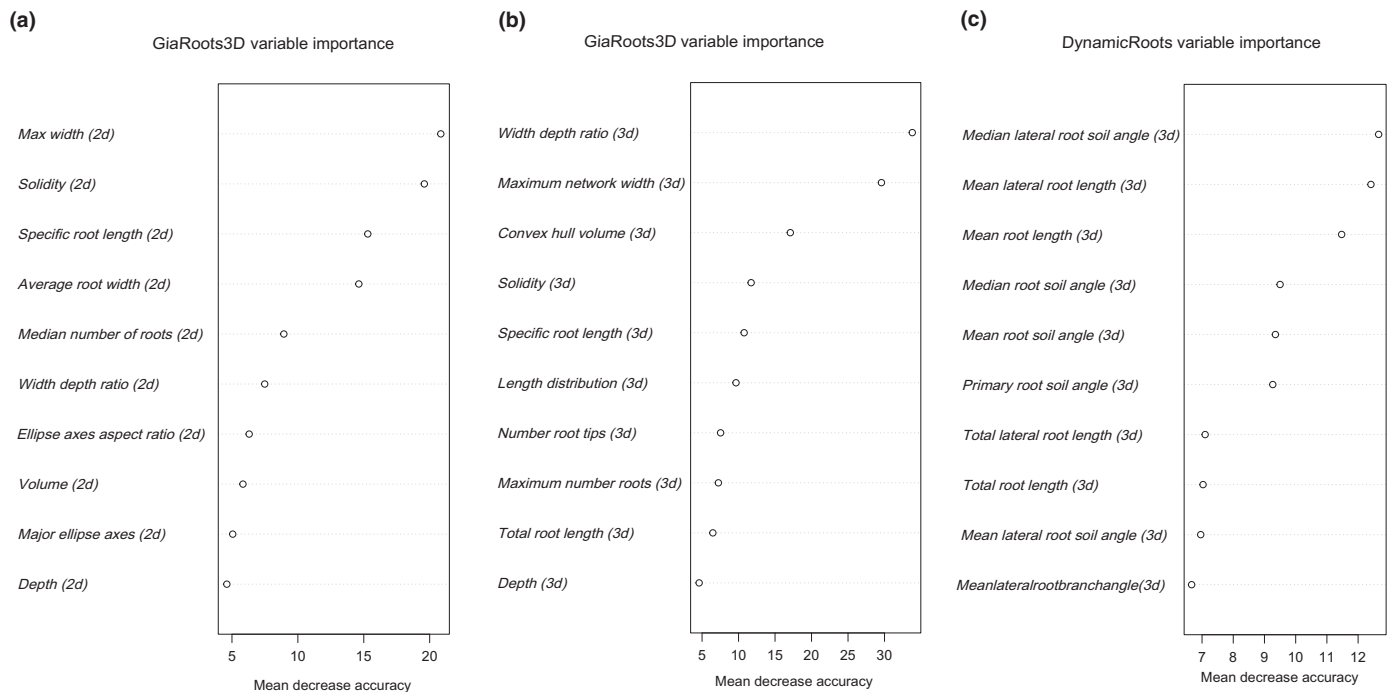 (a)
GiaRoots3D variable importance
Max width (2d)
Solidity (2d)
Specific root length (2d)
Average root width (2d)
Median number of roots (2d)
Width depth ratio (2d)
Ellipse axes aspect ratio (2d)
Volume (2d)
Major ellipse axes (2d)
Depth (2d)
5 10 15 20
Mean decrease accuracy
(b)
GiaRoots3D variable importance
Width depth ratio (3d)
Maximum network width (3d)
Convex hull volume (3d)
Solidity (3d)
Specific root length (3d)
Length distribution (3d)
Number root tips (3d)
Maximum number roots (3d)
Total root length (3d)
Depth (3d)
5 10 15 20 25 30
Mean decrease accuracy
(c)
DynamicRoots variable importance
Median lateral root soil angle (3d)
Mean lateral root length (3d)
Mean root length (3d)
Median root soil angle (3d)
Mean root soil angle (3d)
Primary root soil angle (3d)
Total lateral root length (3d)
Total root length (3d)
Mean lateral root soil angle (3d)
Meanlateralrootbranchangle(3d)
7 8 9 10 11 12
Mean decrease accuracy